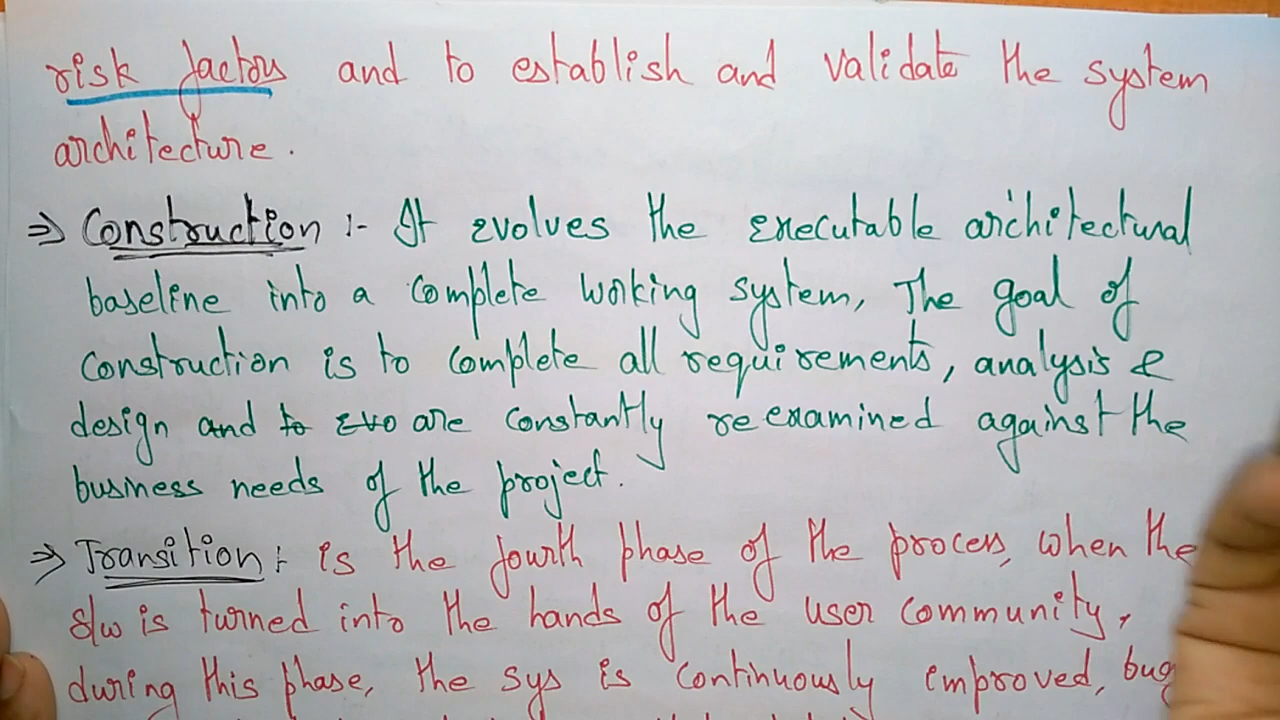 risk factors and to establish and validate the system
architecture.
⇒ Construction :- It evolves the executable architectural
baseline into a complete working system, The goal of
Construction is to complete all requirements, analysis &
design and to evo are constantly reexamined against the
business needs of the project.
⇒ Transition : is the fourth phase of the process, when the
s/w is turned into the hands of the user community,
during this phase, the sys is continuously improved, bug